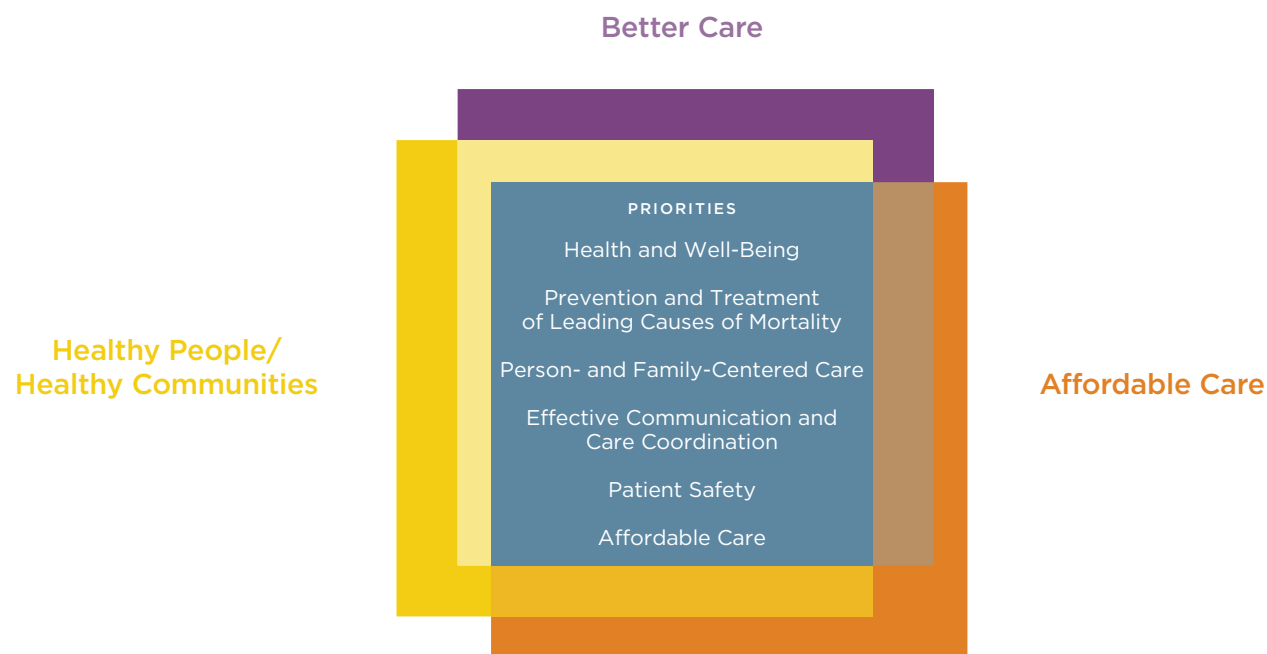 Better Care
PRIORITIES
Health and Well-Being
Prevention and Treatment
of Leading Causes of Mortality
Person- and Family-Centered Care
Effective Communication and
Care Coordination
Patient Safety
Affordable Care
Healthy People/
Healthy Communities
Affordable Care